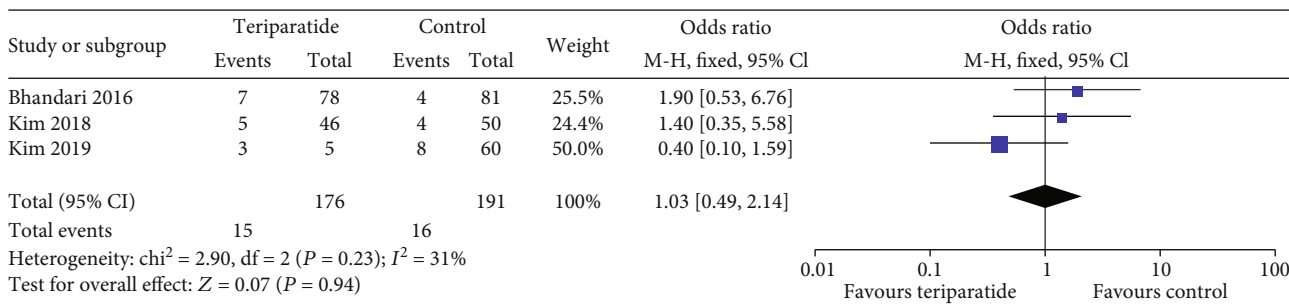 Study or subgroup Teriparatide Control Weight Odds ratio Odds ratio
Events Total Events Total M-H, fixed, 95% Cl M-H, fixed, 95% Cl
Bhandari 2016 7 78 4 81 25.5% 1.90 [0.53, 6.76]
Kim 2018 5 46 4 50 24.4% 1.40 [0.35, 5.58]
Kim 2019 3 5 8 60 50.0% 0.40 [0.10, 1.59]
Total (95% CI) 176 191 100% 1.03 [0.49, 2.14]
Total events 15 16
Heterogeneity: chi² = 2.90, df = 2 (P = 0.23); I² = 31%
Test for overall effect: Z = 0.07 (P = 0.94)
0.01 0.1 1 10 100
Favours teriparatide Favours control